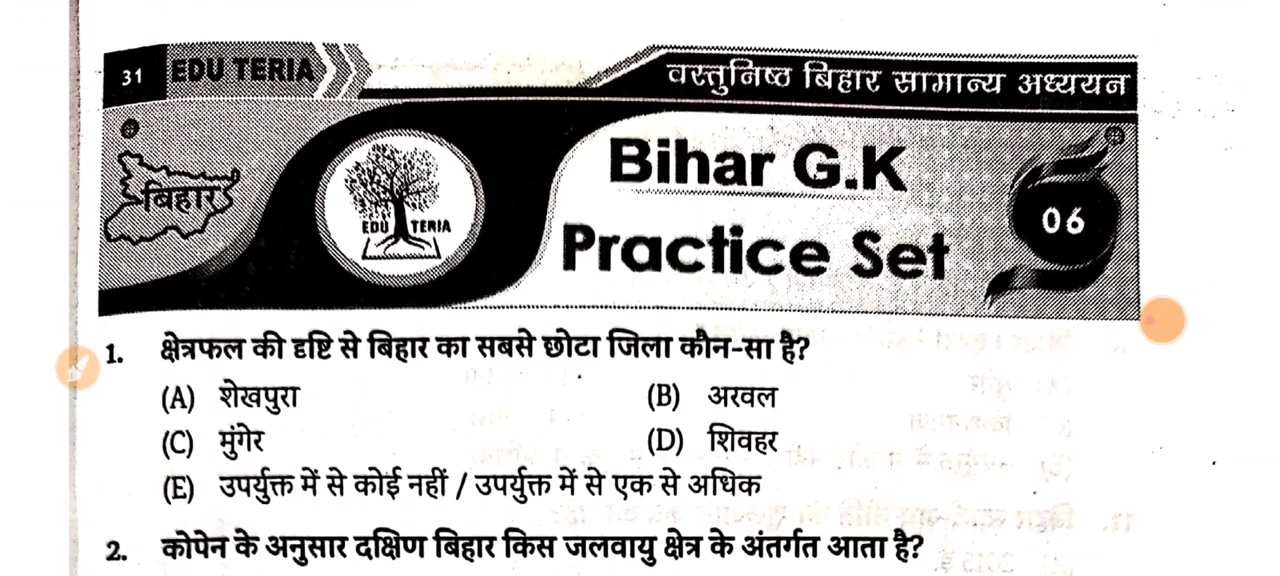 31 EDU TERIA
वस्तुनिष्ठ बिहार सामान्य अध्ययन
बिहार
EDU TERIA
Bihar G.K
Practice Set
06
1. क्षेत्रफल की दृष्टि से बिहार का सबसे छोटा जिला कौन-सा है?
(A) शेखपुरा (B) अरवल
(C) मुंगेर (D) शिवहर
(E) उपर्युक्त में से कोई नहीं / उपर्युक्त में से एक से अधिक
2. कोपेन के अनुसार दक्षिण बिहार किस जलवायु क्षेत्र के अंतर्गत आता है?